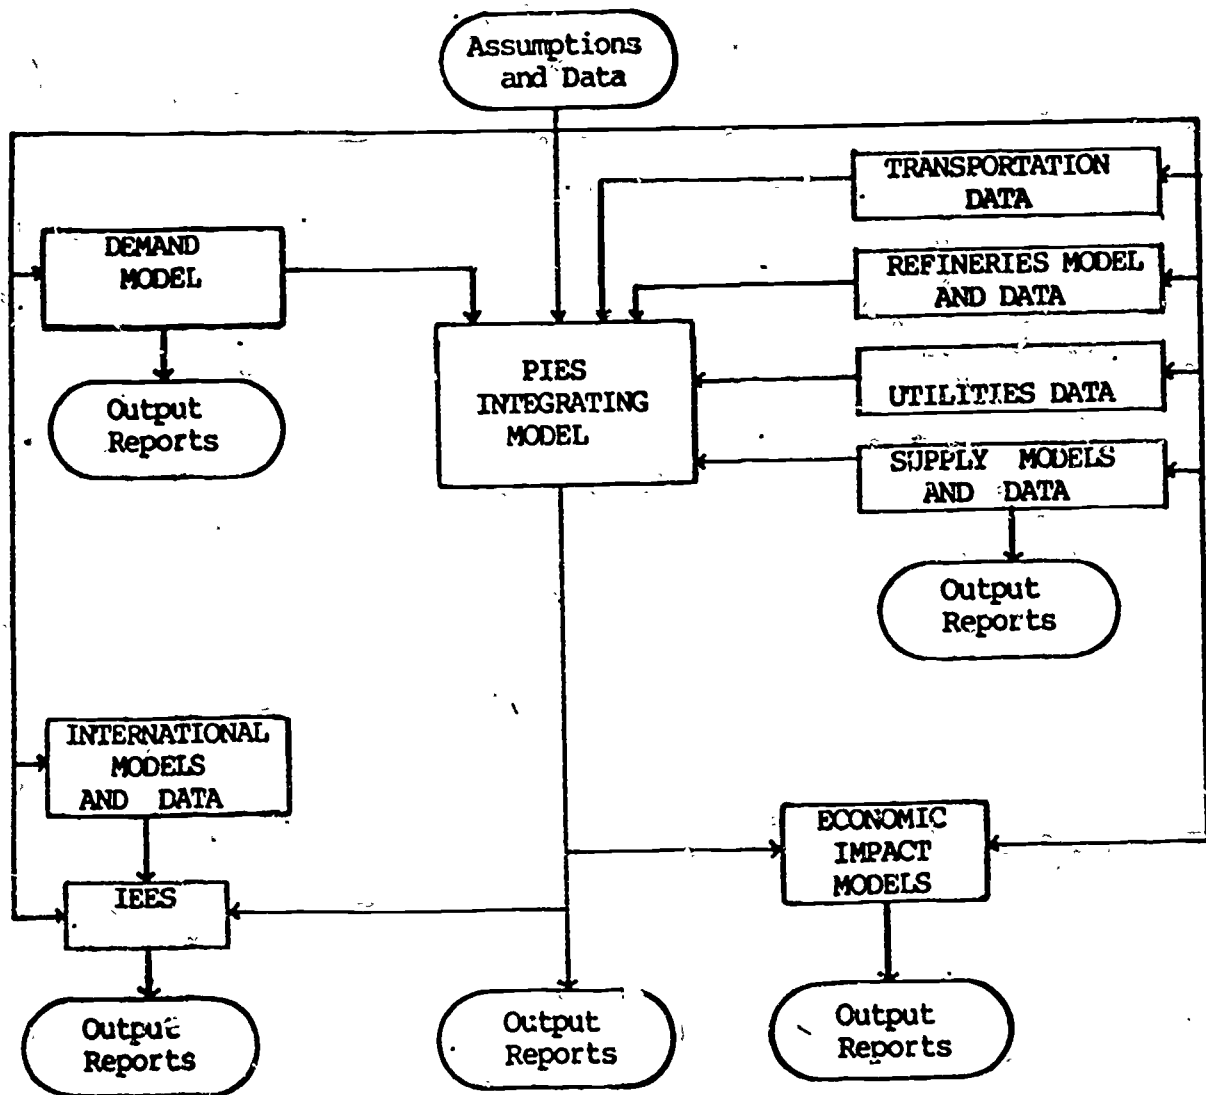 Assumptions
and Data
TRANSPORTATION
DATA
DEMAND
MODEL
REFINERIES MODEL
AND DATA
PIES
INTEGRATING
MODEL
UTILITIES DATA
Output
Reports
SUPPLY MODELS
AND DATA
Output
Reports
INTERNATIONAL
MODELS
AND DATA
ECONOMIC
IMPACT
MODELS
IEES
Output
Reports
Output
Reports
Output
Reports